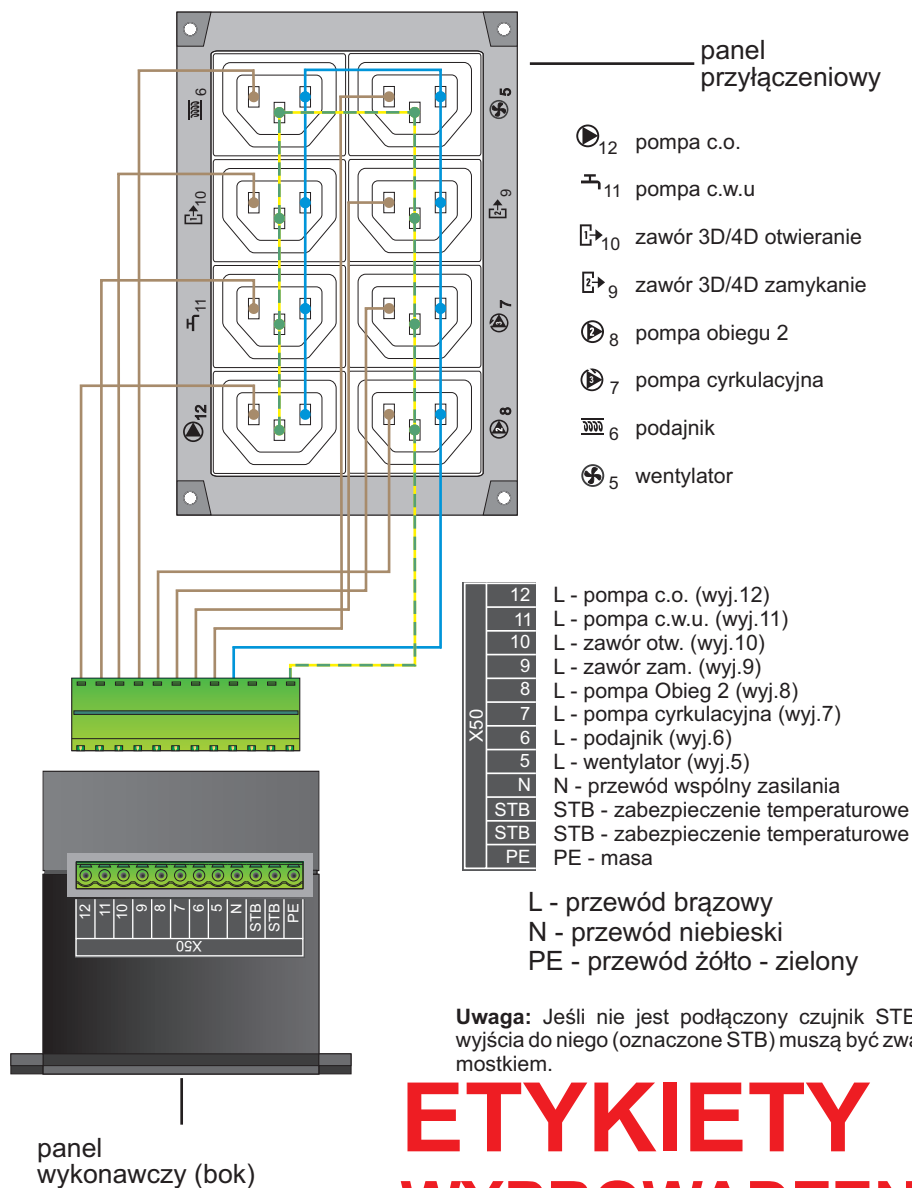 panel
przyłączeniowy
6
5
10
9
11
7
12
8
12 pompa c.o.
11 pompa c.w.u
10 zawór 3D/4D otwieranie
9 zawór 3D/4D zamykanie
8 pompa obiegu 2
7 pompa cyrkulacyjna
6 podajnik
5 wentylator
X50
12 L - pompa c.o. (wyj.12)
11 L - pompa c.w.u. (wyj.11)
10 L - zawór otw. (wyj.10)
9 L - zawór zam. (wyj.9)
8 L - pompa Obieg 2 (wyj.8)
7 L - pompa cyrkulacyjna (wyj.7)
6 L - podajnik (wyj.6)
5 L - wentylator (wyj.5)
N N - przewód wspólny zasilania
STB STB - zabezpieczenie temperaturowe
STB STB - zabezpieczenie temperaturowe
PE PE - masa
L - przewód brązowy
N - przewód niebieski
PE - przewód żółto - zielony
12 11 10 9 8 7 6 5 N STB STB PE
X50
Uwaga: Jeśli nie jest podłączony czujnik STB
wyjścia do niego (oznaczone STB) muszą być zwa
mostkiem.
panel
wykonawczy (bok)
ETYKIETY